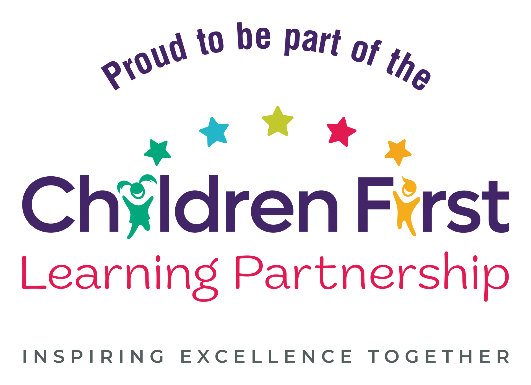 Proud to be part of the
Children First
Learning Partnership
INSPIRING EXCELLENCE TOGETHER